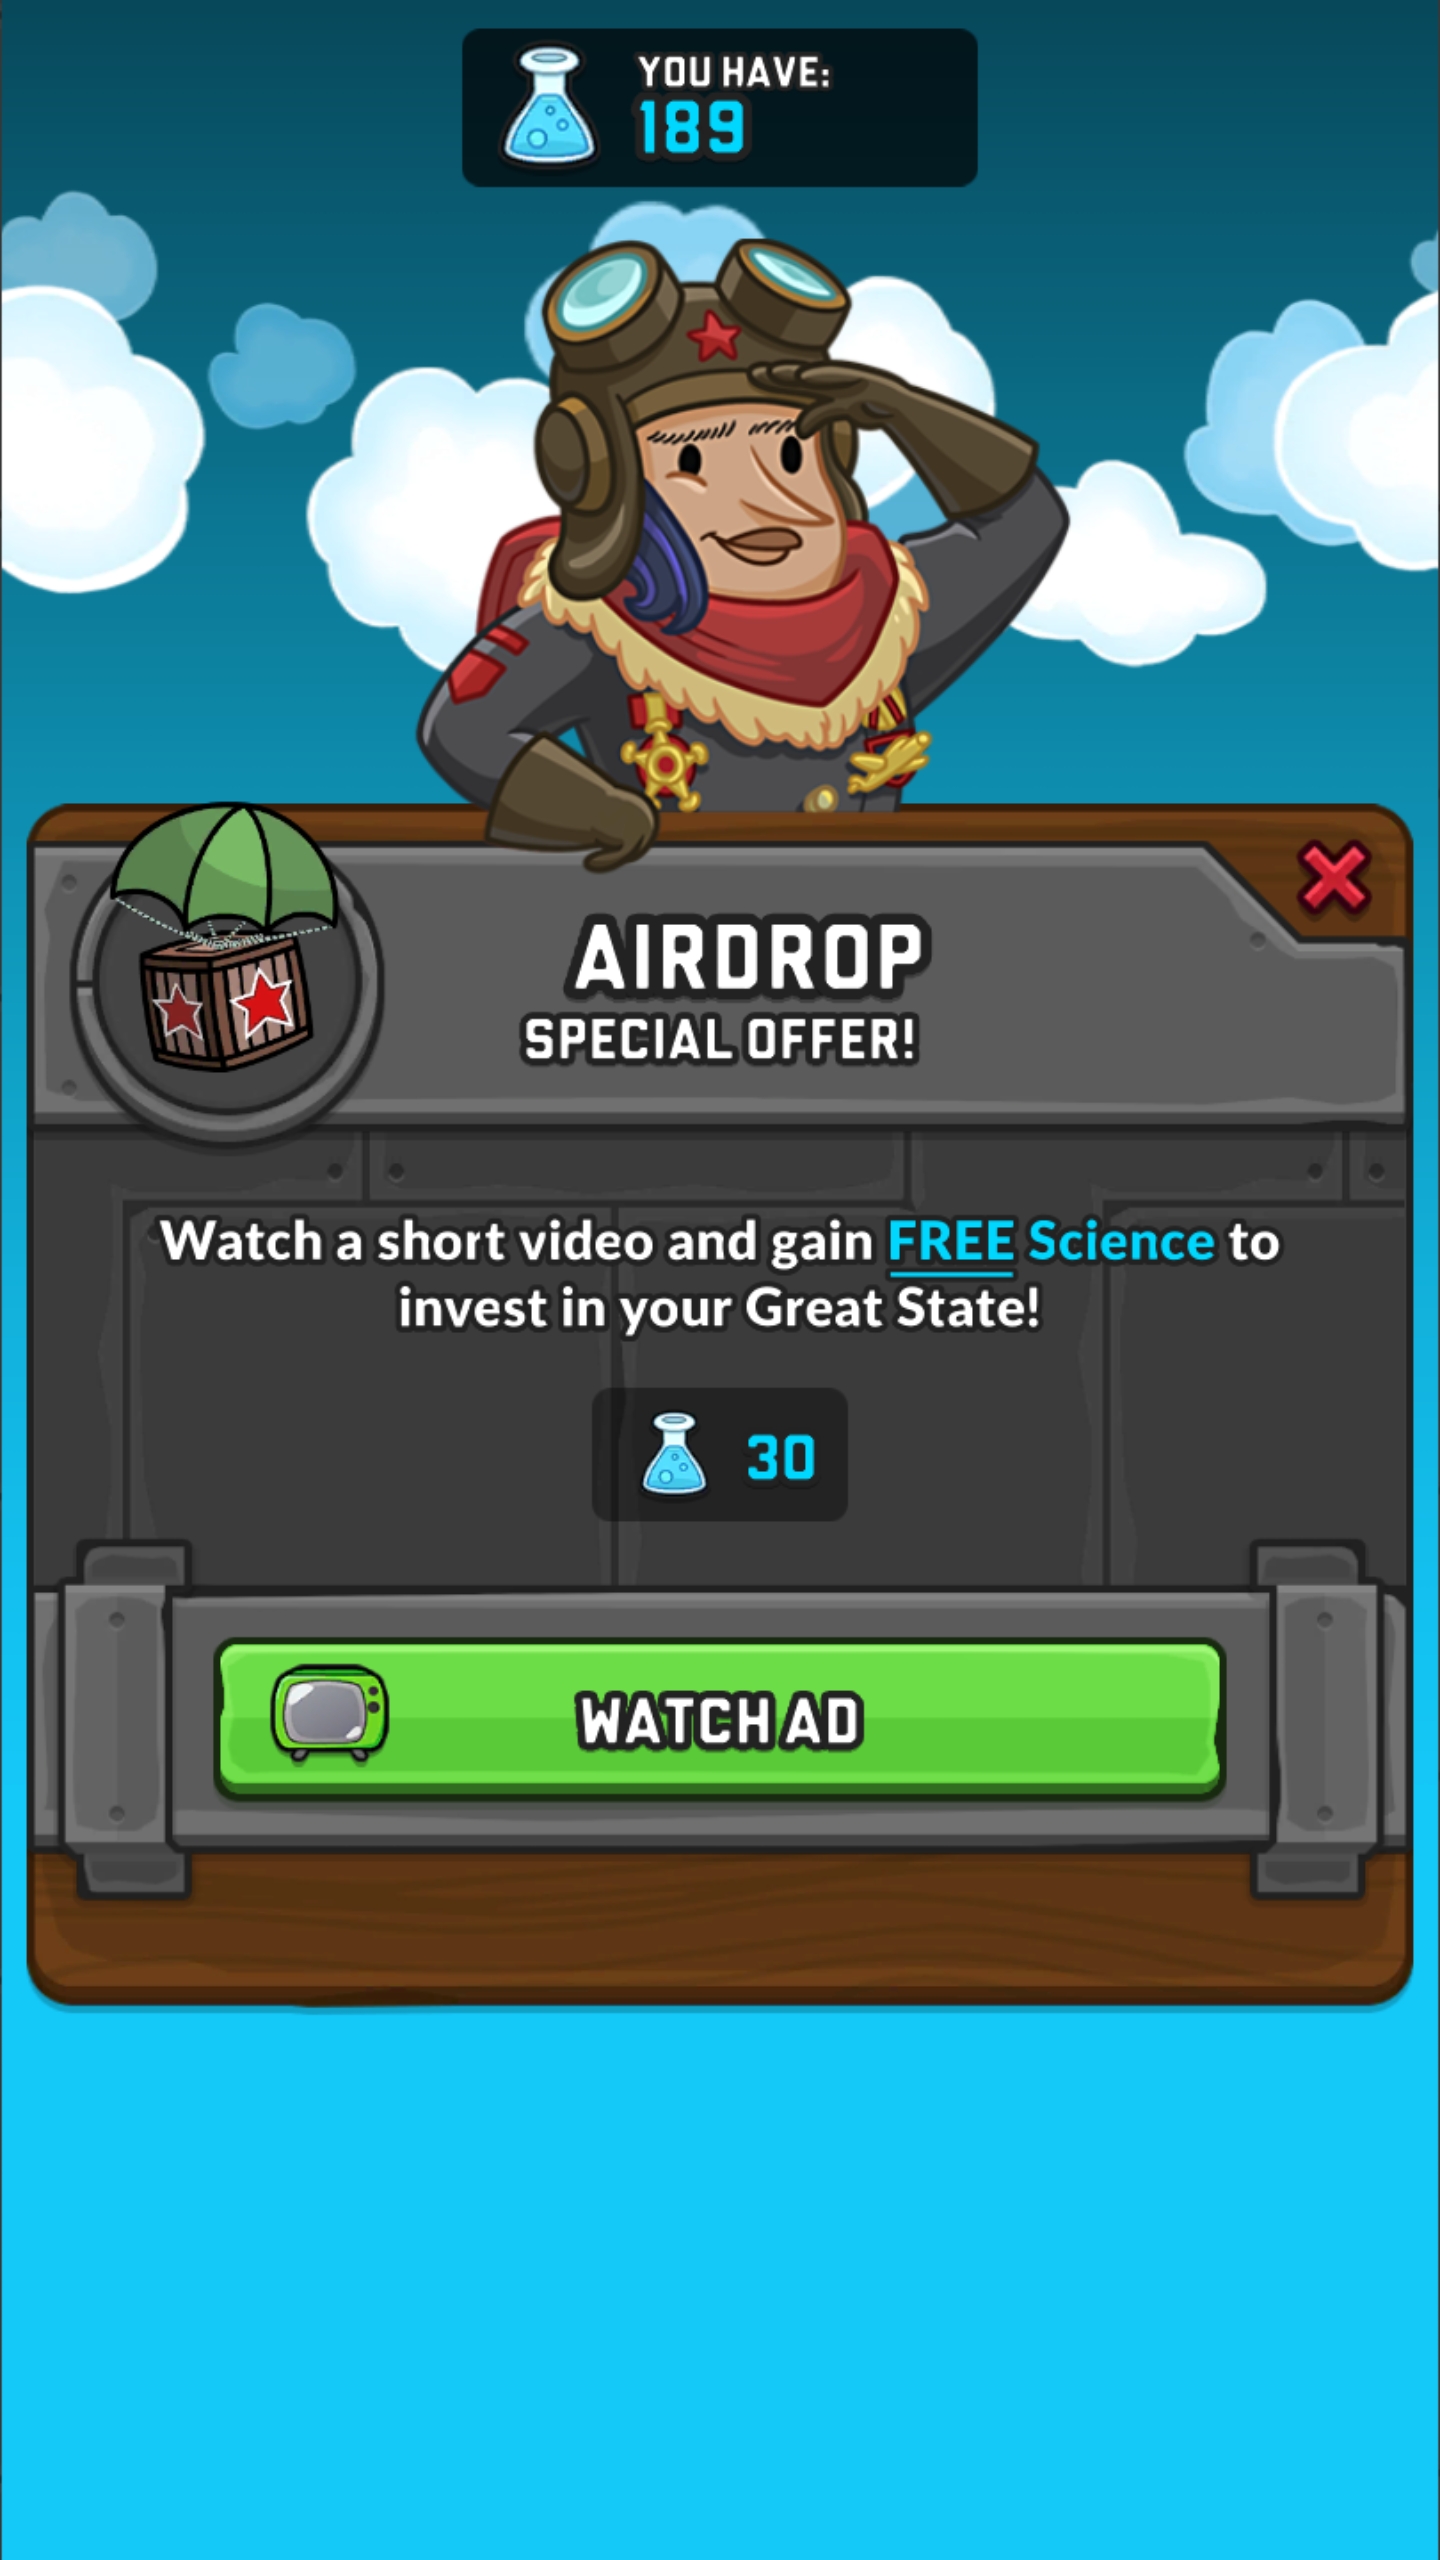 YOU HAVE:
189
AIRDROP
SPECIAL OFFER!
Watch a short video and gain FREE Science to
invest in your Great State!
30
WATCH AD